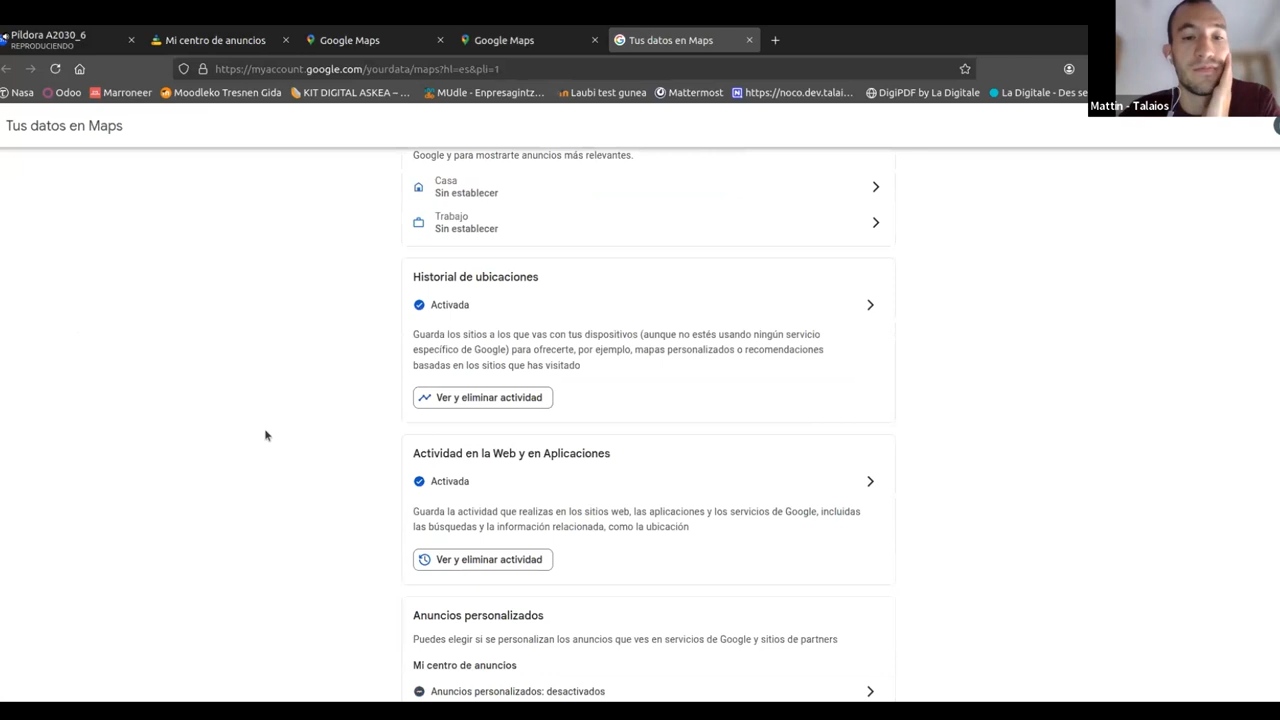 Píldora A2030_6
REPRODUCIENDO
Mi centro de anuncios
Google Maps
Google Maps
Tus datos en Maps
https://myaccount.google.com/yourdata/maps?hl=es&pli=1
Nasa
Odoo
Marroneer
Moodleko Tresnen Gida
KIT DIGITAL ASKEA – …
MUdle - Enpresagintz…
Laubi test gunea
Mattermost
https://noco.dev.talai…
DigiPDF by La Digitale
La Digitale - Des se
Mattin - Talaios
Tus datos en Maps
Google y para mostrarte anuncios más relevantes.
Casa
Sin establecer
Trabajo
Sin establecer
Historial de ubicaciones
Activada
Guarda los sitios a los que vas con tus dispositivos (aunque no estés usando ningún servicio
específico de Google) para ofrecerte, por ejemplo, mapas personalizados o recomendaciones
basadas en los sitios que has visitado
Ver y eliminar actividad
Actividad en la Web y en Aplicaciones
Activada
Guarda la actividad que realizas en los sitios web, las aplicaciones y los servicios de Google, incluidas
las búsquedas y la información relacionada, como la ubicación
Ver y eliminar actividad
Anuncios personalizados
Puedes elegir si se personalizan los anuncios que ves en servicios de Google y sitios de partners
Mi centro de anuncios
Anuncios personalizados: desactivados